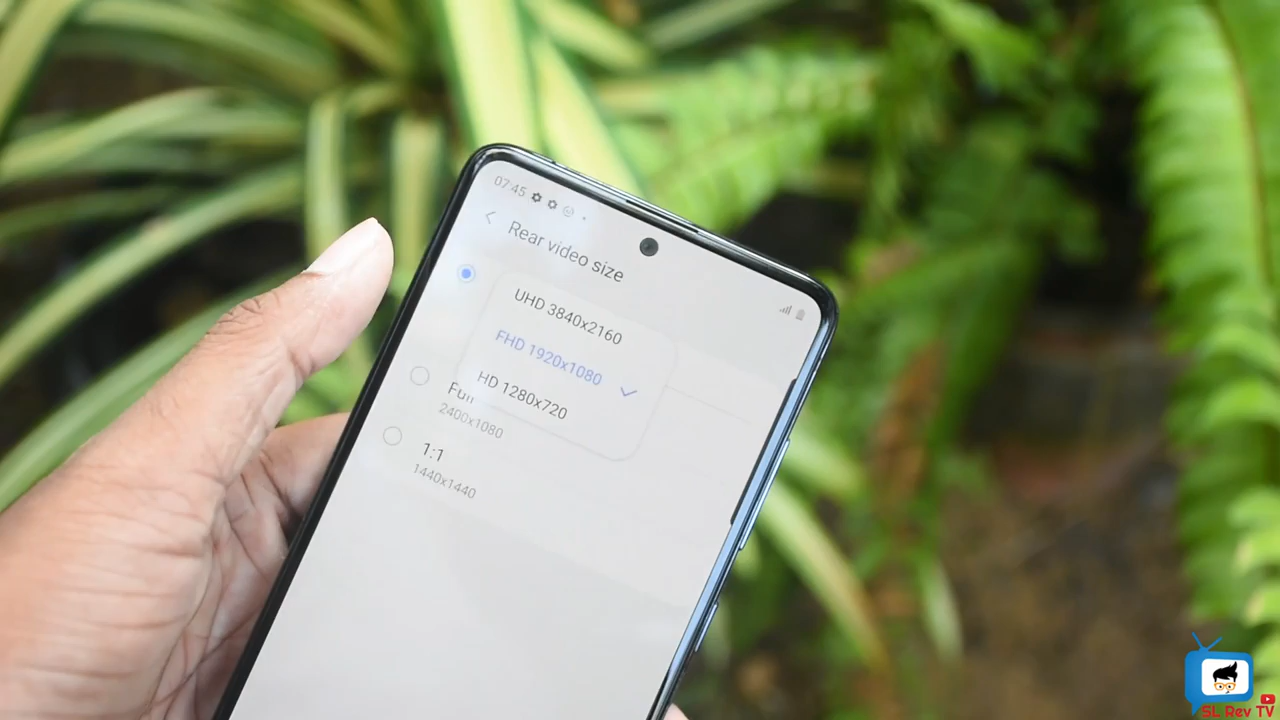 07:45
Rear video size
UHD 3840x2160
FHD 1920x1080
HD 1280x720
Full
2400x1080
1:1
1440x1440
SL Rev TV